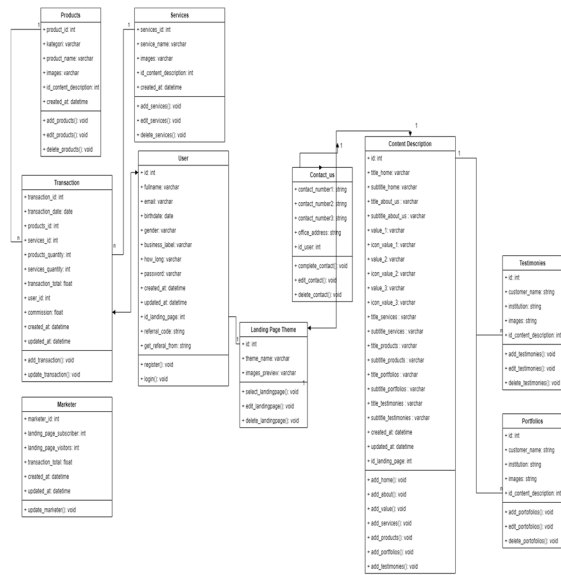 Products
+ product_id: int
+ kategori: varchar
+ product_name: varchar
+ images: varchar
+ id_content_description: int
+ created_at: datetime
+ add_products(): void
+ edit_products(): void
+ delete_products(): void
Services
+ services_id: int
+ service_name: varchar
+ images: varchar
+ id_content_description: int
+ created_at: datetime
+ add_services(): void
+ edit_services(): void
+ delete_services(): void
1
1
Transaction
+ transaction_id: int
+ transaction_date: date
+ products_id: int
+ services_id: int
+ products_quantity: int
+ services_quantity: int
+ transaction_total: float
+ user_id: int
+ commission: float
+ created_at: datetime
+ updated_at: datetime
+ add_transaction(): void
+ update_transaction(): void
n
n
User
+ id: int
+ fullname: varchar
+ email: varchar
+ birthdate: date
+ gender: varchar
+ business_label: varchar
+ how_long: varchar
+ password: varchar
+ created_at: datetime
+ updated_at: datetime
+ id_landing_page: int
+ referral_code: string
+ get_referal_from: string
+ register(): void
+ login(): void
Marketer
+ marketer_id: int
+ landing_page_subscriber: int
+ landing_page_visitors: int
+ transaction_total: float
+ created_at: datetime
+ updated_at: datetime
+ update_marketer(): void
Contact_us
+ contact_number1: string
+ contact_number2: string
+ contact_number3: string
+ office_address: string
+ id_user: int
+ complete_contact(): void
+ edit_contact(): void
+ delete_contact(): void
1
1
Landing Page Theme
+ id: int
+ theme_name: varchar
+ images_preview: varchar
+ select_landingpage(): void
+ edit_landingpage(): void
+ delete_landingpage(): void
1
1
Content Description
+ id: int
+ title_home: varchar
+ subtitle_home: varchar
+ title_about_us : varchar
+ subtitle_about_us : varchar
+ value_1: varchar
+ icon_value_1: varchar
+ value_2: varchar
+ icon_value_2: varchar
+ value_3: varchar
+ icon_value_3: varchar
+ title_services : varchar
+ subtitle_services : varchar
+ title_products : varchar
+ subtitle_products : varchar
+ title_portfolios : varchar
+ subtitle_portfolios : varchar
+ title_testimonies : varchar
+ subtitle_testimonies : varchar
+ created_at: datetime
+ updated_at: datetime
+ id_landing_page: int
+ add_home(): void
+ add_about(): void
+ add_value(): void
+ add_services(): void
+ add_products(): void
+ add_portfolios(): void
+ add_testimonies(): void
1
Testimonies
+ id: int
+ customer_name: string
+ institution: string
+ images: string
+ id_content_description: int
+ add_testimonies(): void
+ edit_testimonies(): void
+ delete_testimonies(): void
n
Portfolios
+ id: int
+ customer_name: string
+ institution: string
+ images: string
+ id_content_description: int
+ add_portofolios(): void
+ edit_portofolios(): void
+ delete_portofolios(): void
n